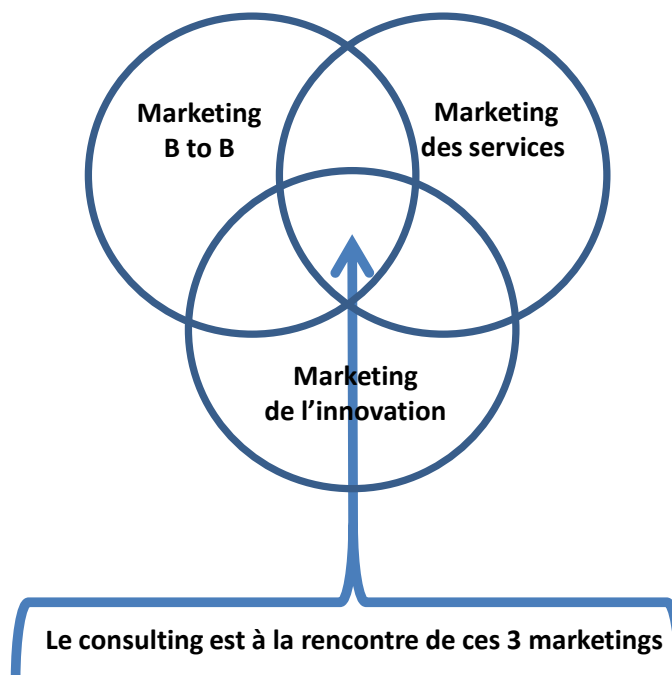 Marketing
B to B
Marketing
des services
Marketing
de l’innovation
Le consulting est à la rencontre de ces 3 marketings